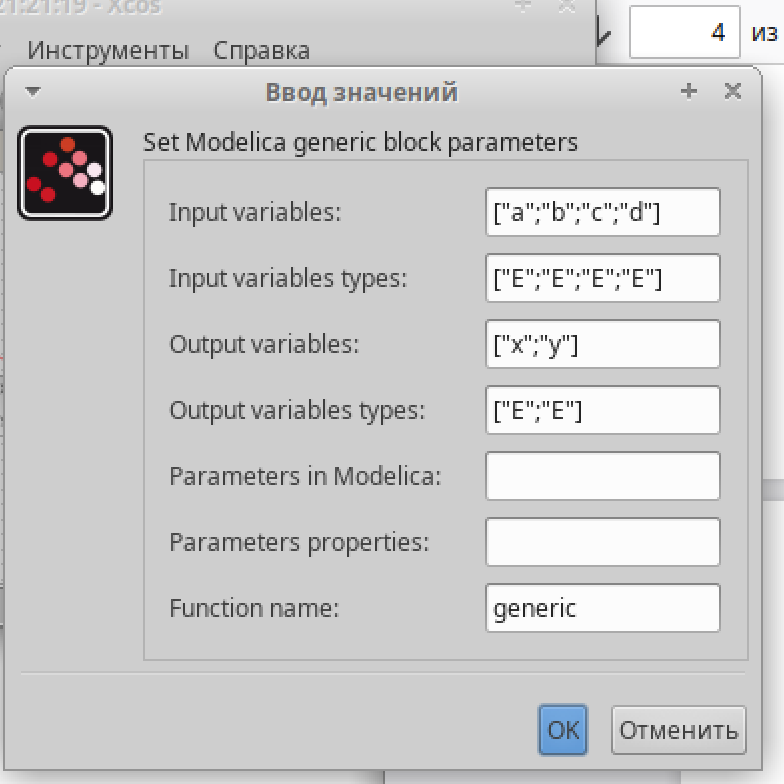 21:21:19 - Xcos
Инструменты Справка
4 из
Ввод значений
Set Modelica generic block parameters
Input variables: ["a";"b";"c";"d"]
Input variables types: ["E";"E";"E";"E"]
Output variables: ["x";"y"]
Output variables types: ["E";"E"]
Parameters in Modelica:
Parameters properties:
Function name: generic
OK Отменить